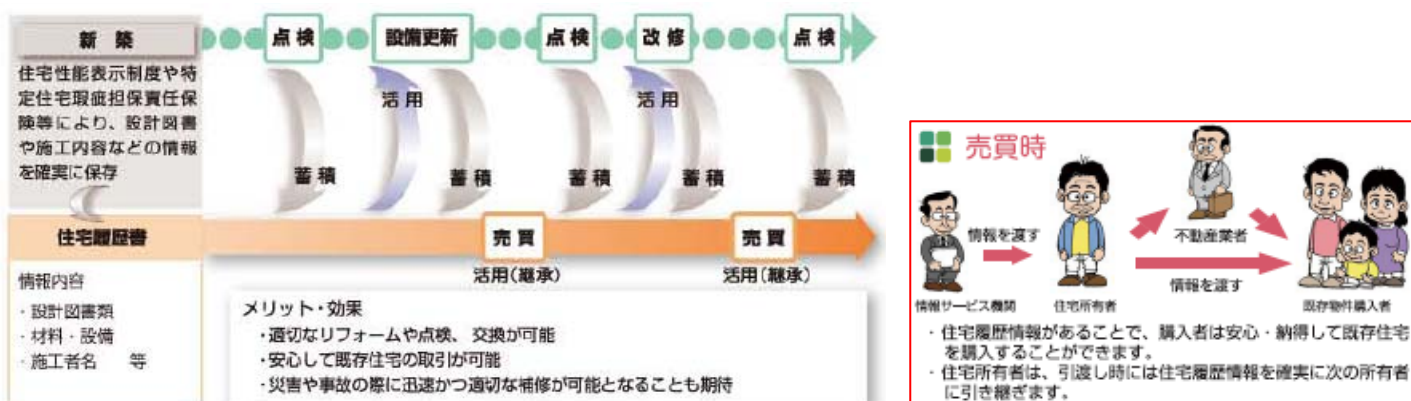 新築
点検
設備更新
点検
改修
点検
住宅性能表示制度や特
定住宅瑕疵担保責任保
険等により、設計図書
や施工内容などの情報
を確実に保存
活用
活用
蓄積
蓄積
蓄積
蓄積
蓄積
住宅履歴書
売買
売買
活用(継承)
活用(継承)
情報内容
・設計図書類
・材料・設備
・施工者名 等
メリット・効果
・適切なリフォームや点検、交換が可能
・安心して既存住宅の取引が可能
・災害や事故の際に迅速かつ適切な補修が可能となることも期待
売買時
情報を渡す
不動産業者
情報を渡す
情報サービス機関
住宅所有者
既存物件購入者
・住宅履歴情報があることで、購入者は安心・納得して既存住宅
を購入することができます。
・住宅所有者は、引渡し時には住宅履歴情報を確実に次の所有者
に引き継ぎます。